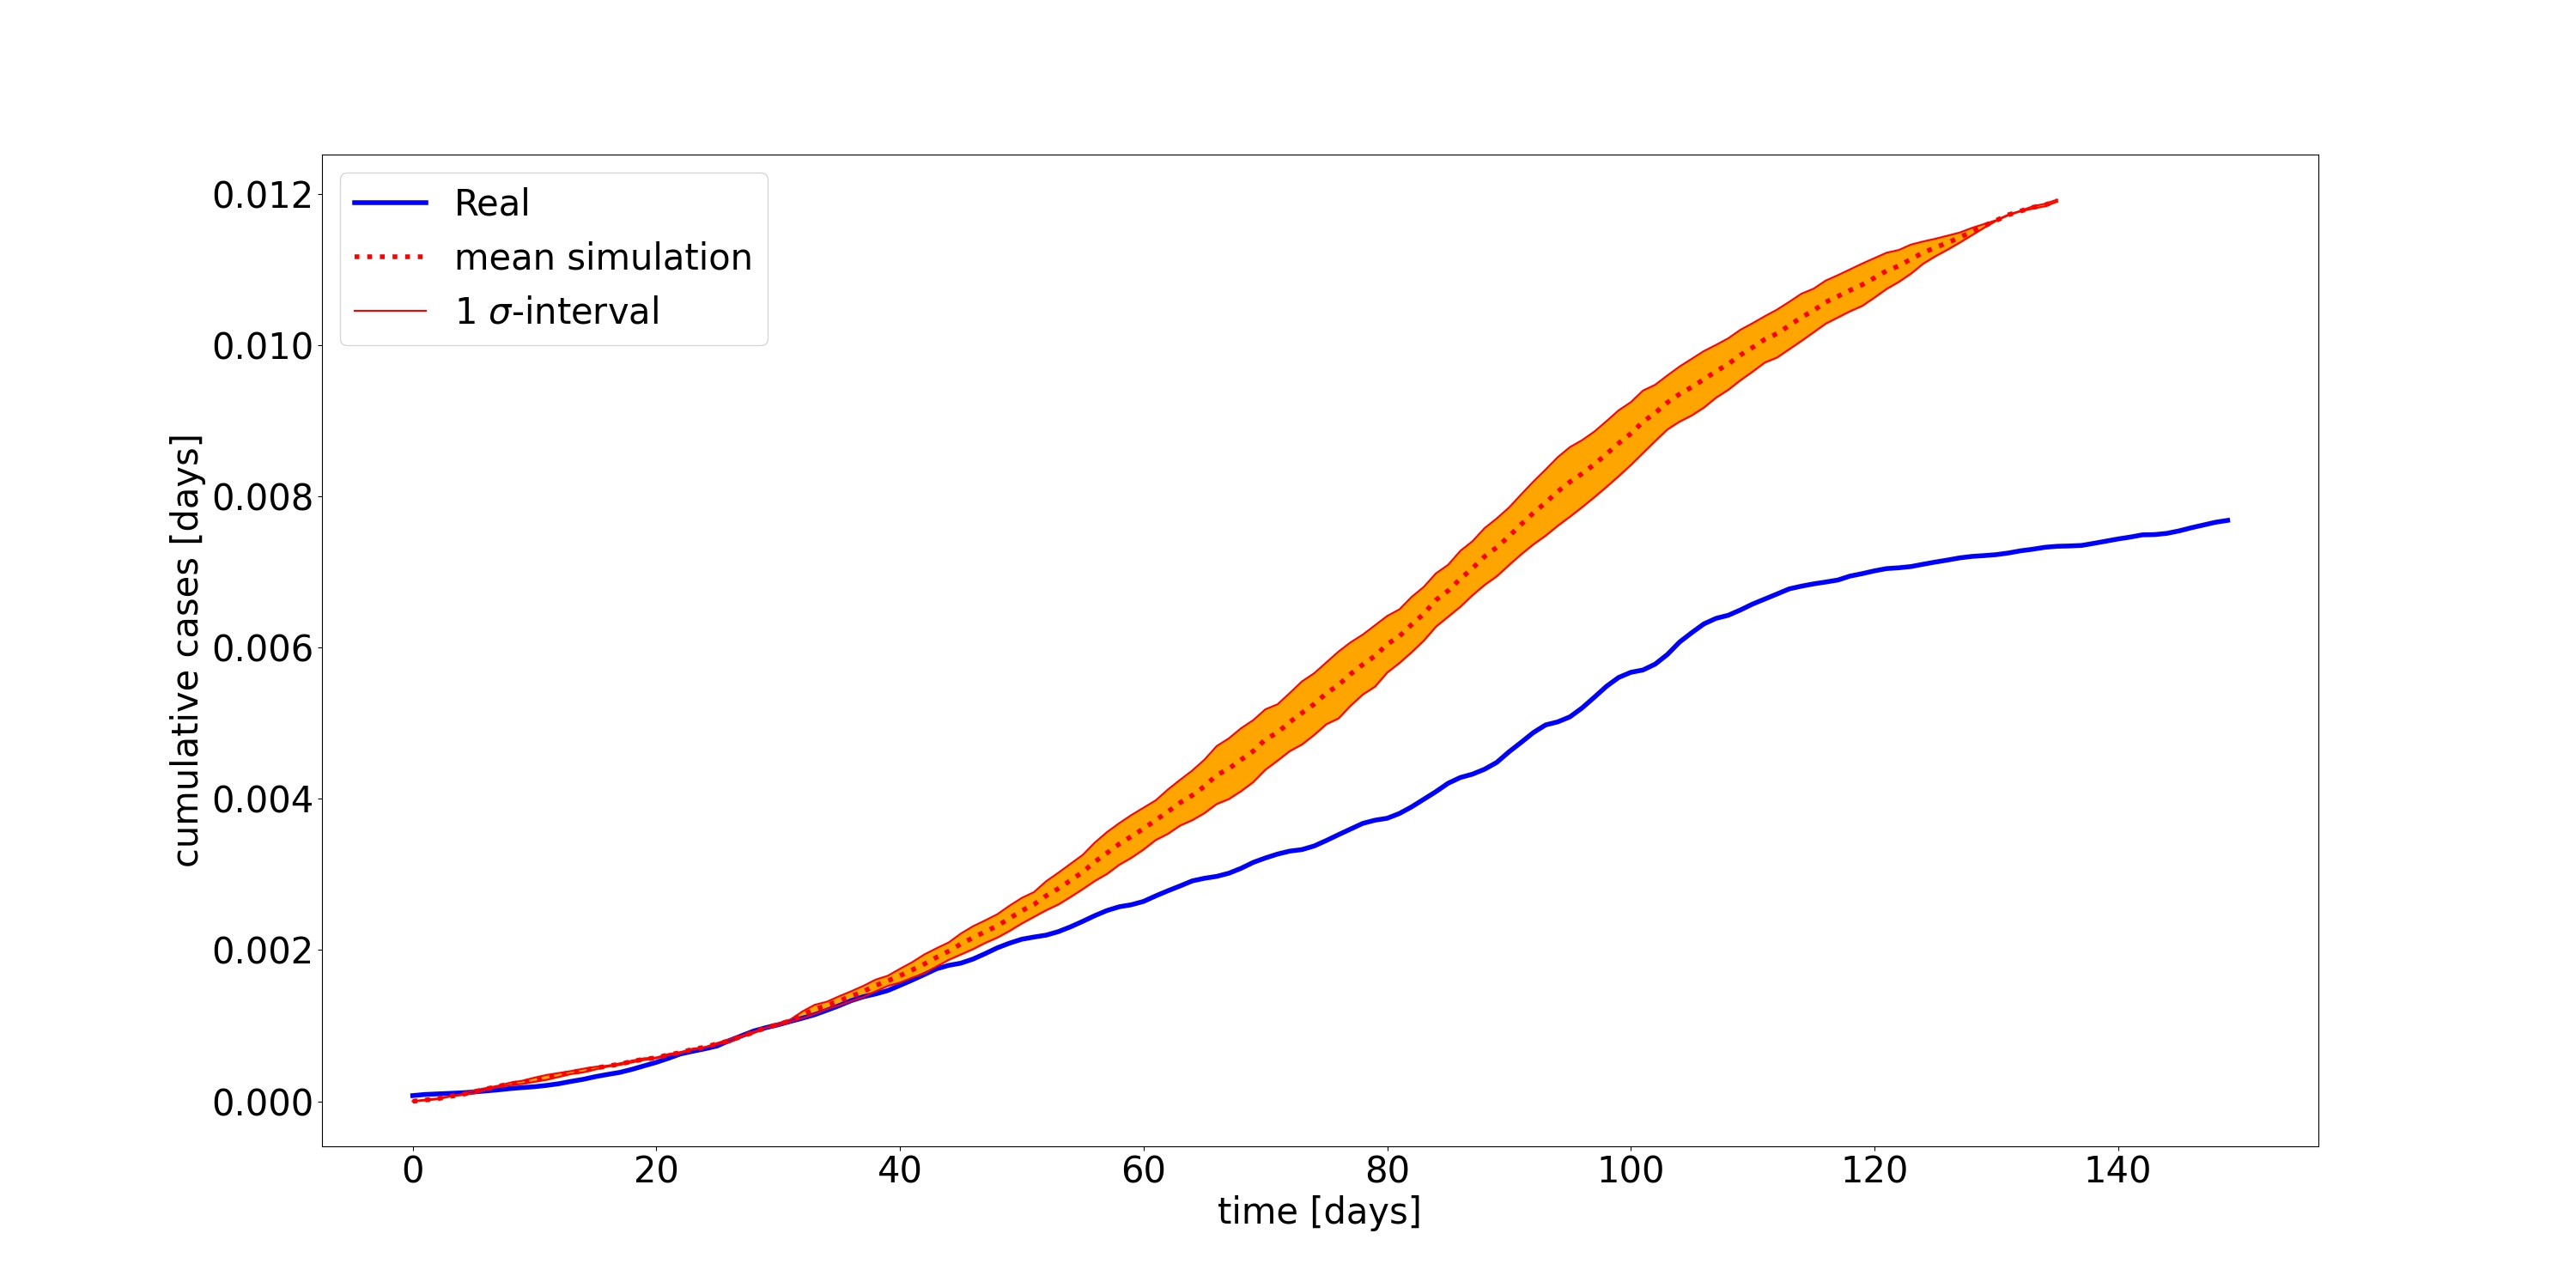 Real
mean simulation
1 σ-interval
cumulative cases [days]
0.012
0.010
0.008
0.006
0.004
0.002
0.000
0 20 40 60 80 100 120 140
time [days]